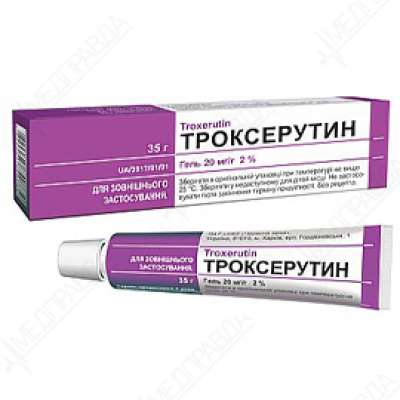 Troxerutin
ТРОКСЕРУТИН
35 г
Гель 20 мг/г 2 %
Зберігати в оригінальній упаковці при температурі не вище
25 °С. Зберігати у недоступному для дітей місці. Не застосо-
вувати після закінчення терміну придатності. Без рецепта.
ДЛЯ ЗОВНІШНЬОГО
ЗАСТОСУВАННЯ.
Troxerutin
ТРОКСЕРУТИН
ДЛЯ ЗОВНІШНЬОГО
ЗАСТОСУВАННЯ.
35 г
Гель 20 мг/г 2 %
МЕДПРАВДА